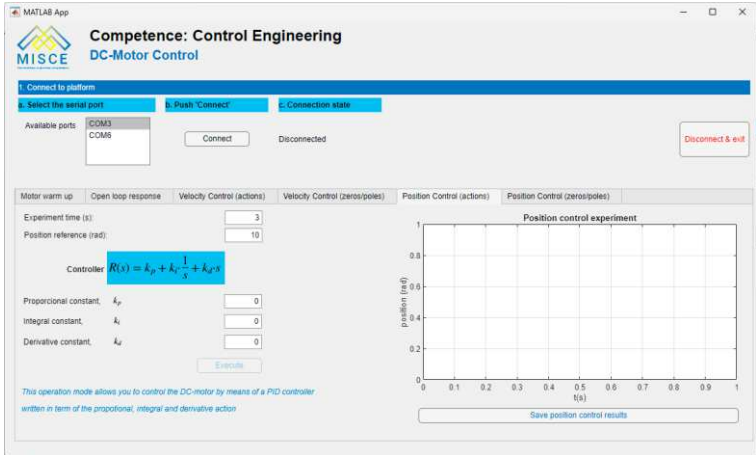 MATLAB App
MISCE
Competence: Control Engineering
DC-Motor Control
1. Connect to platform
a. Select the serial port
b. Push 'Connect'
c. Connection state
Available ports
COM3
COM6
Connect
Disconnected
Disconnect & exit
Motor warm up
Open loop response
Velocity Control (actions)
Velocity Control (zeros/poles)
Position Control (actions)
Position Control (zeros/poles)
Experiment time (s):
3
Position reference (rad):
10
Controller R(s) = k_p + k_i·1/s + k_d·s
Proporcional constant, k_p
0
Integral constant, k_i
0
Derivative constant, k_d
0
Execute
This operation mode allows you to control the DC-motor by means of a PID controller
written in term of the propotional, integral and derivative action
Position control experiment
position (rad)
1
0.8
0.6
0.4
0.2
0
0 0.1 0.2 0.3 0.4 0.5 0.6 0.7 0.8 0.9 1
t(s)
Save position control results